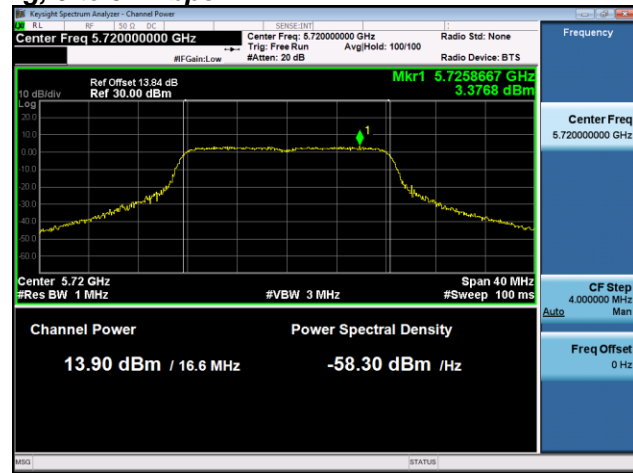 Keysight Spectrum Analyzer - Channel Power
RL RF 50 Ω DC SENSE:INT
Center Freq 5.720000000 GHz
#IFGain:Low
Center Freq: 5.720000000 GHz
Trig: Free Run Avg|Hold: 100/100
#Atten: 20 dB
Radio Std: None
Radio Device: BTS
Frequency
Ref Offset 13.84 dB
10 dB/div Ref 30.00 dBm
Mkr1 5.7258667 GHz
3.3768 dBm
Log
20.0
10.0
0.00
-10.0
-20.0
-30.0
-40.0
-50.0
-60.0
1
Center 5.72 GHz Span 40 MHz
#Res BW 1 MHz #VBW 3 MHz #Sweep 100 ms
Channel Power Power Spectral Density
13.90 dBm / 16.6 MHz -58.30 dBm /Hz
Center Freq
5.720000000 GHz
CF Step
4.000000 MHz
Auto Man
Freq Offset
0 Hz
MSG STATUS